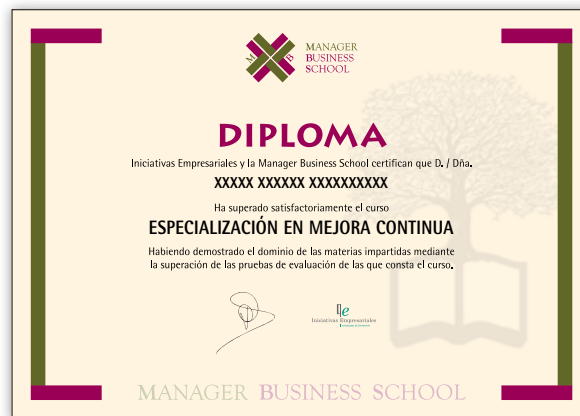 M B
MANAGER
BUSINESS
SCHOOL
DIPLOMA
Iniciativas Empresariales y la Manager Business School certifican que D. / Dña.
XXXXX XXXXXX XXXXXXXXXX
Ha superado satisfactoriamente el curso
ESPECIALIZACIÓN EN MEJORA CONTINUA
Habiendo demostrado el dominio de las materias impartidas mediante
la superación de las pruebas de evaluación de las que consta el curso.
Iniciativas Empresariales
MANAGER BUSINESS SCHOOL